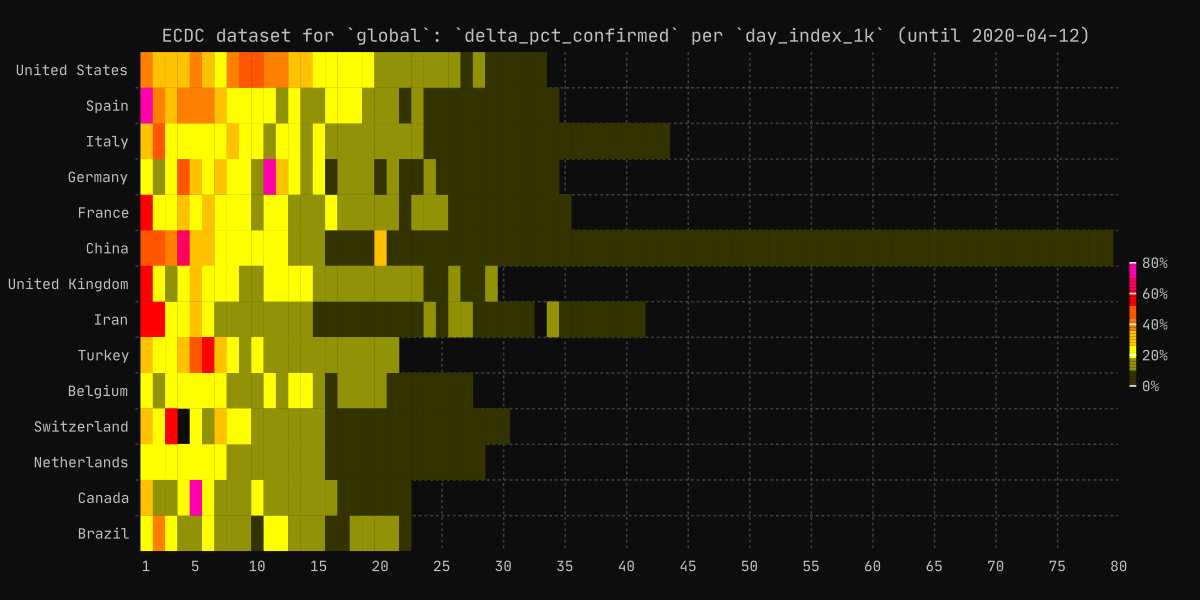 ECDC dataset for `global`: `delta_pct_confirmed` per `day_index_1k` (until 2020-04-12)
United States
Spain
Italy
Germany
France
China
United Kingdom
Iran
Turkey
Belgium
Switzerland
Netherlands
Canada
Brazil
80%
60%
40%
20%
0%
1 5 10 15 20 25 30 35 40 45 50 55 60 65 70 75 80